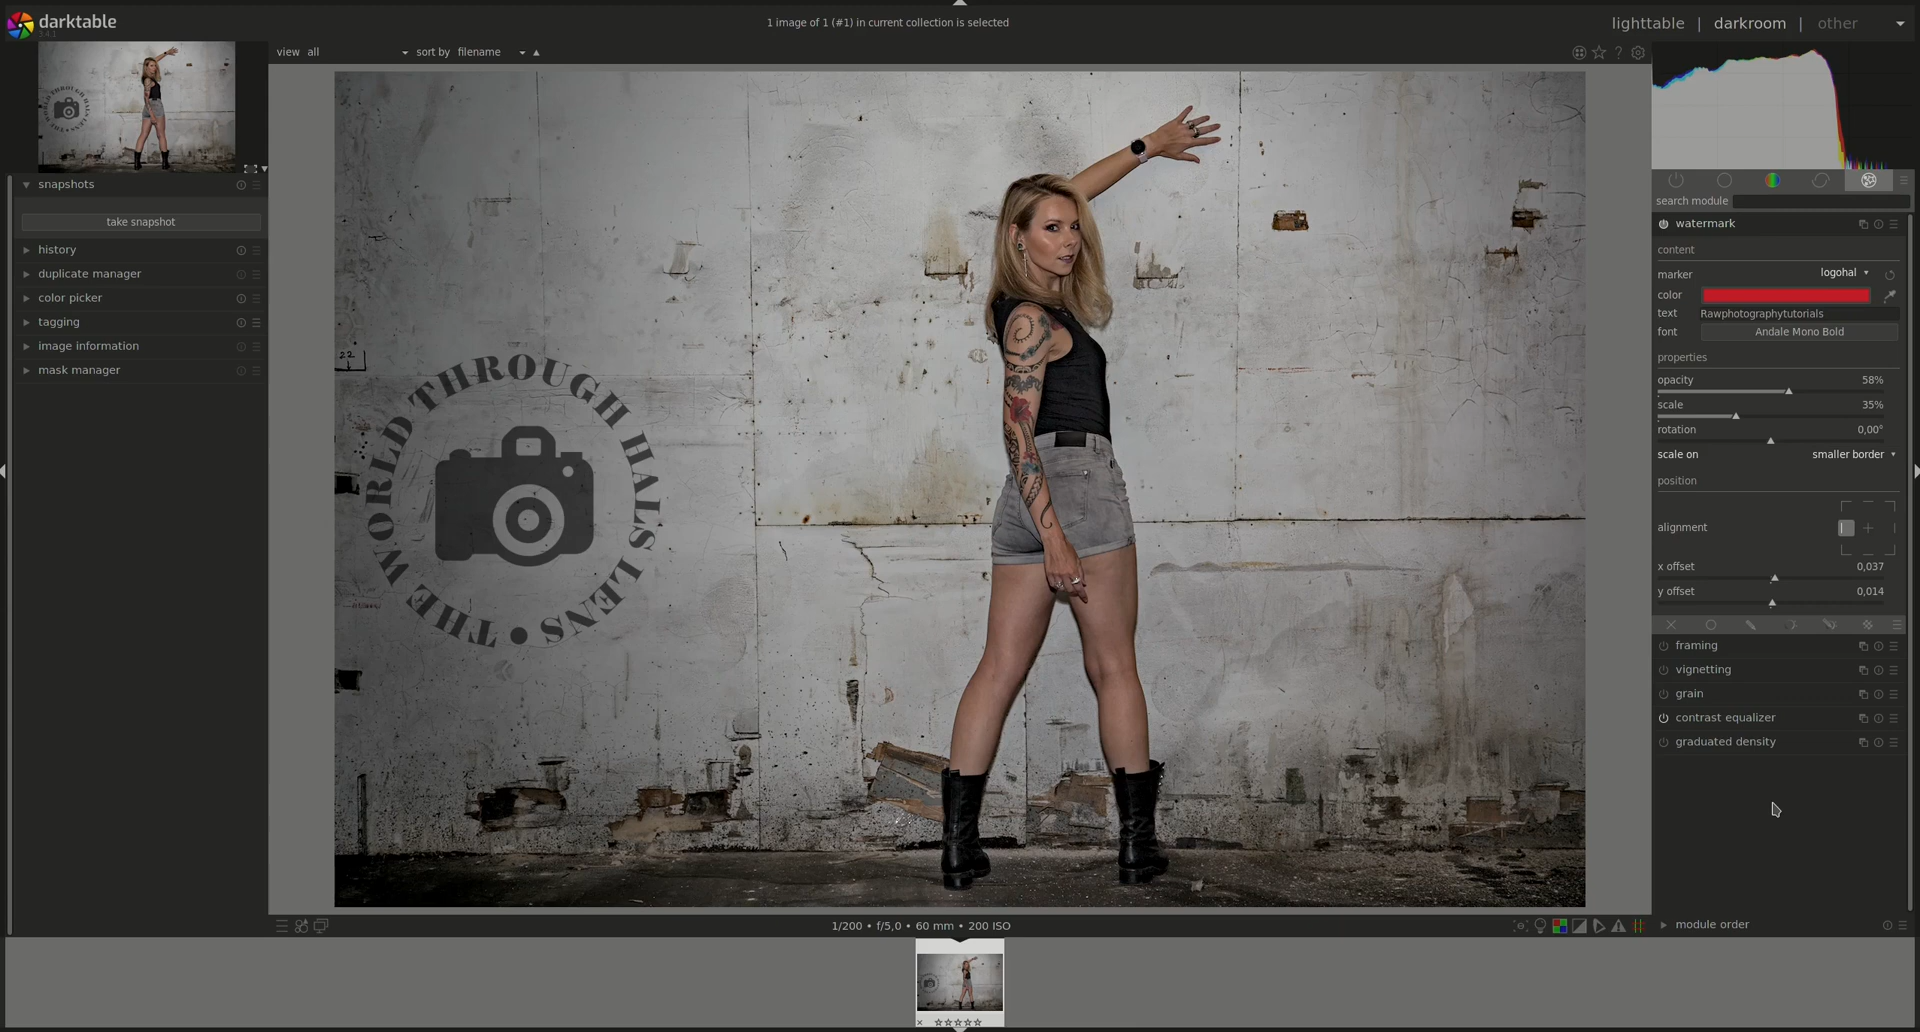 darktable
3.4.1
1 image of 1 (#1) in current collection is selected
lighttable | darkroom | other
view all
sort by filename
snapshots
take snapshot
history
duplicate manager
color picker
tagging
image information
mask manager
22
THE WORLD THROUGH HALS LENS
search module
watermark
content
marker logohal
color
text Rawphotographytutorials
font Andale Mono Bold
properties
opacity 58%
scale 35%
rotation 0,00°
scale on smaller border
position
alignment
x offset 0,037
y offset 0,014
framing
vignetting
grain
contrast equalizer
graduated density
module order
1/200 • f/5,0 • 60 mm • 200 ISO